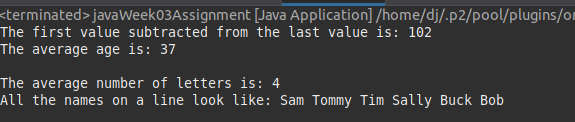 <terminated> javaWeek03Assignment [Java Application] /home/dj/.p2/pool/plugins/or
The first value subtracted from the last value is: 102
The average age is: 37
The average number of letters is: 4
All the names on a line look like: Sam Tommy Tim Sally Buck Bob